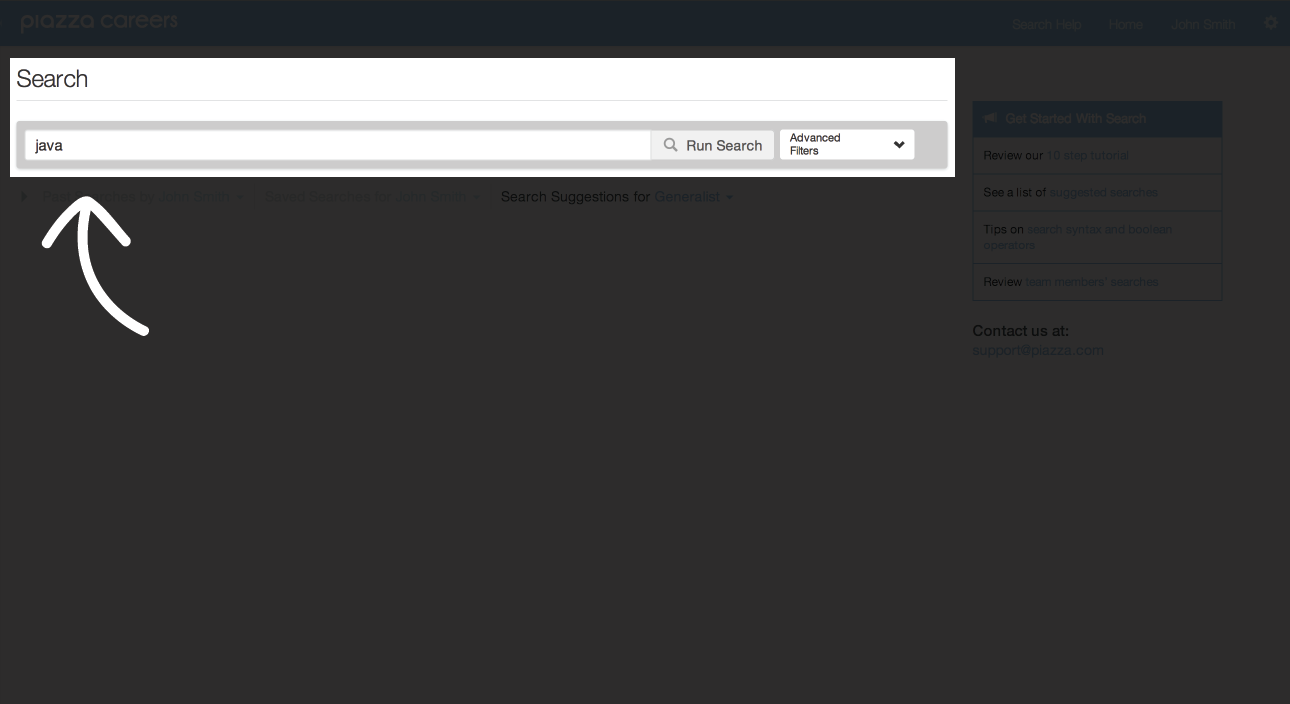 piazza careers
Search Help Home John Smith
Search
java Run Search Advanced Filters
Past Searches by John Smith Saved Searches for John Smith Search Suggestions for Generalist
Get Started With Search
Review our 10 step tutorial
See a list of suggested searches
Tips on search syntax and boolean
operators
Review team members' searches
Contact us at:
support@piazza.com